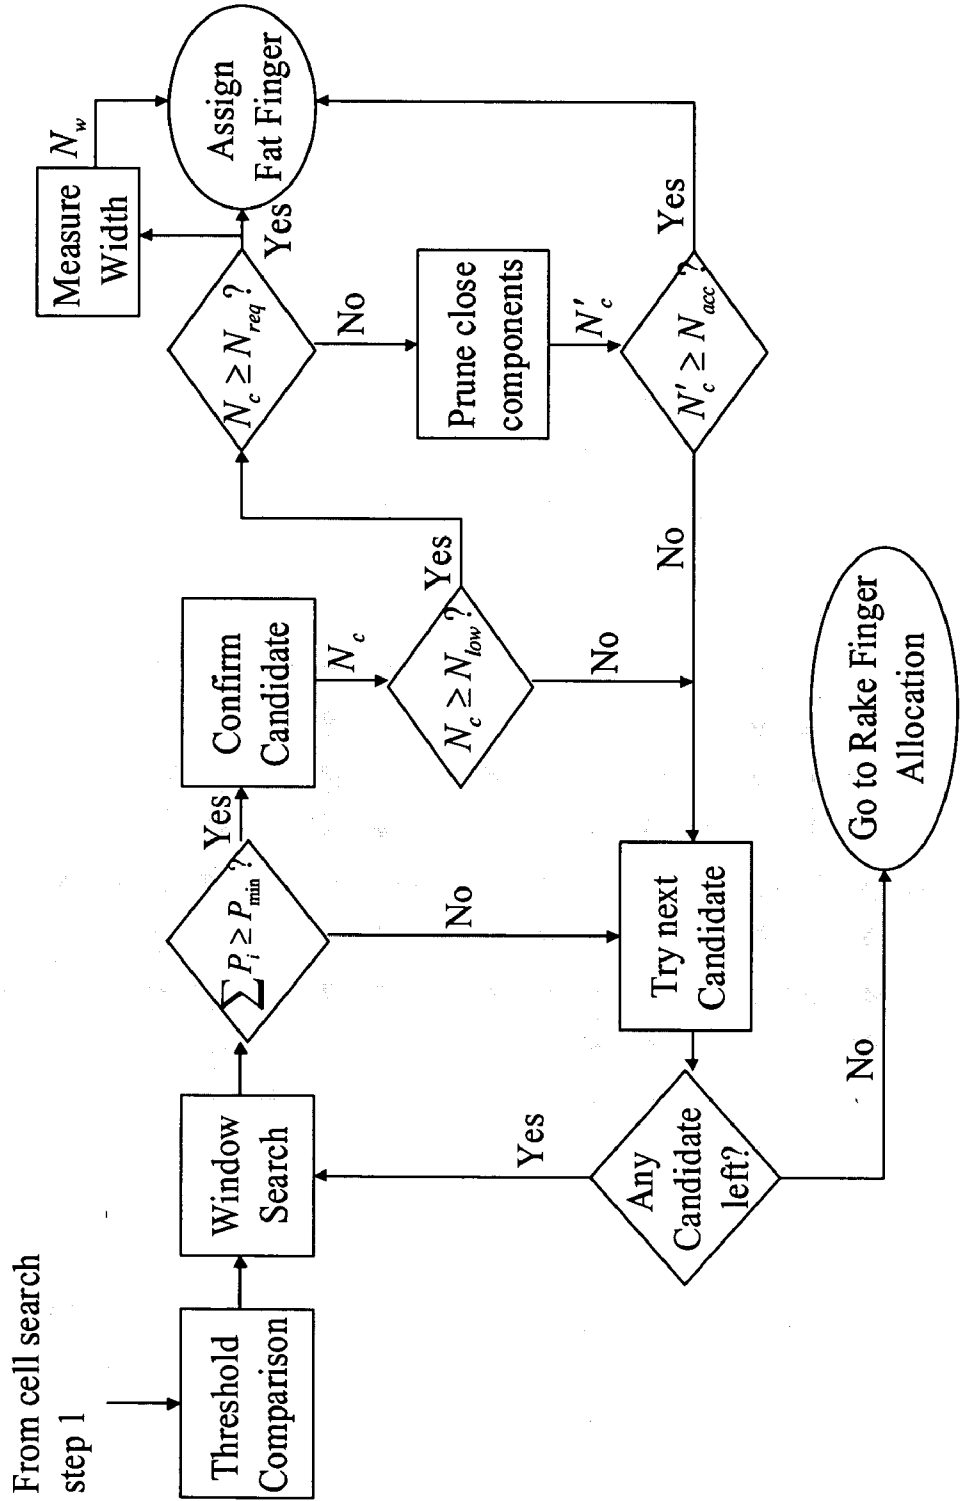 From cell search
step 1
Threshold
Comparison
Window
Search
∑ P_i ≥ P_min ?
Yes
No
Confirm
Candidate
N_c
N_c ≥ N_low ?
Yes
No
N_c ≥ N_req ?
Yes
No
Measure
Width
N_w
Assign
Fat Finger
Prune close
components
N'_c
N'_c ≥ N_acc ?
Yes
No
Try next
Candidate
Any
Candidate
left?
Yes
No
Go to Rake Finger
Allocation